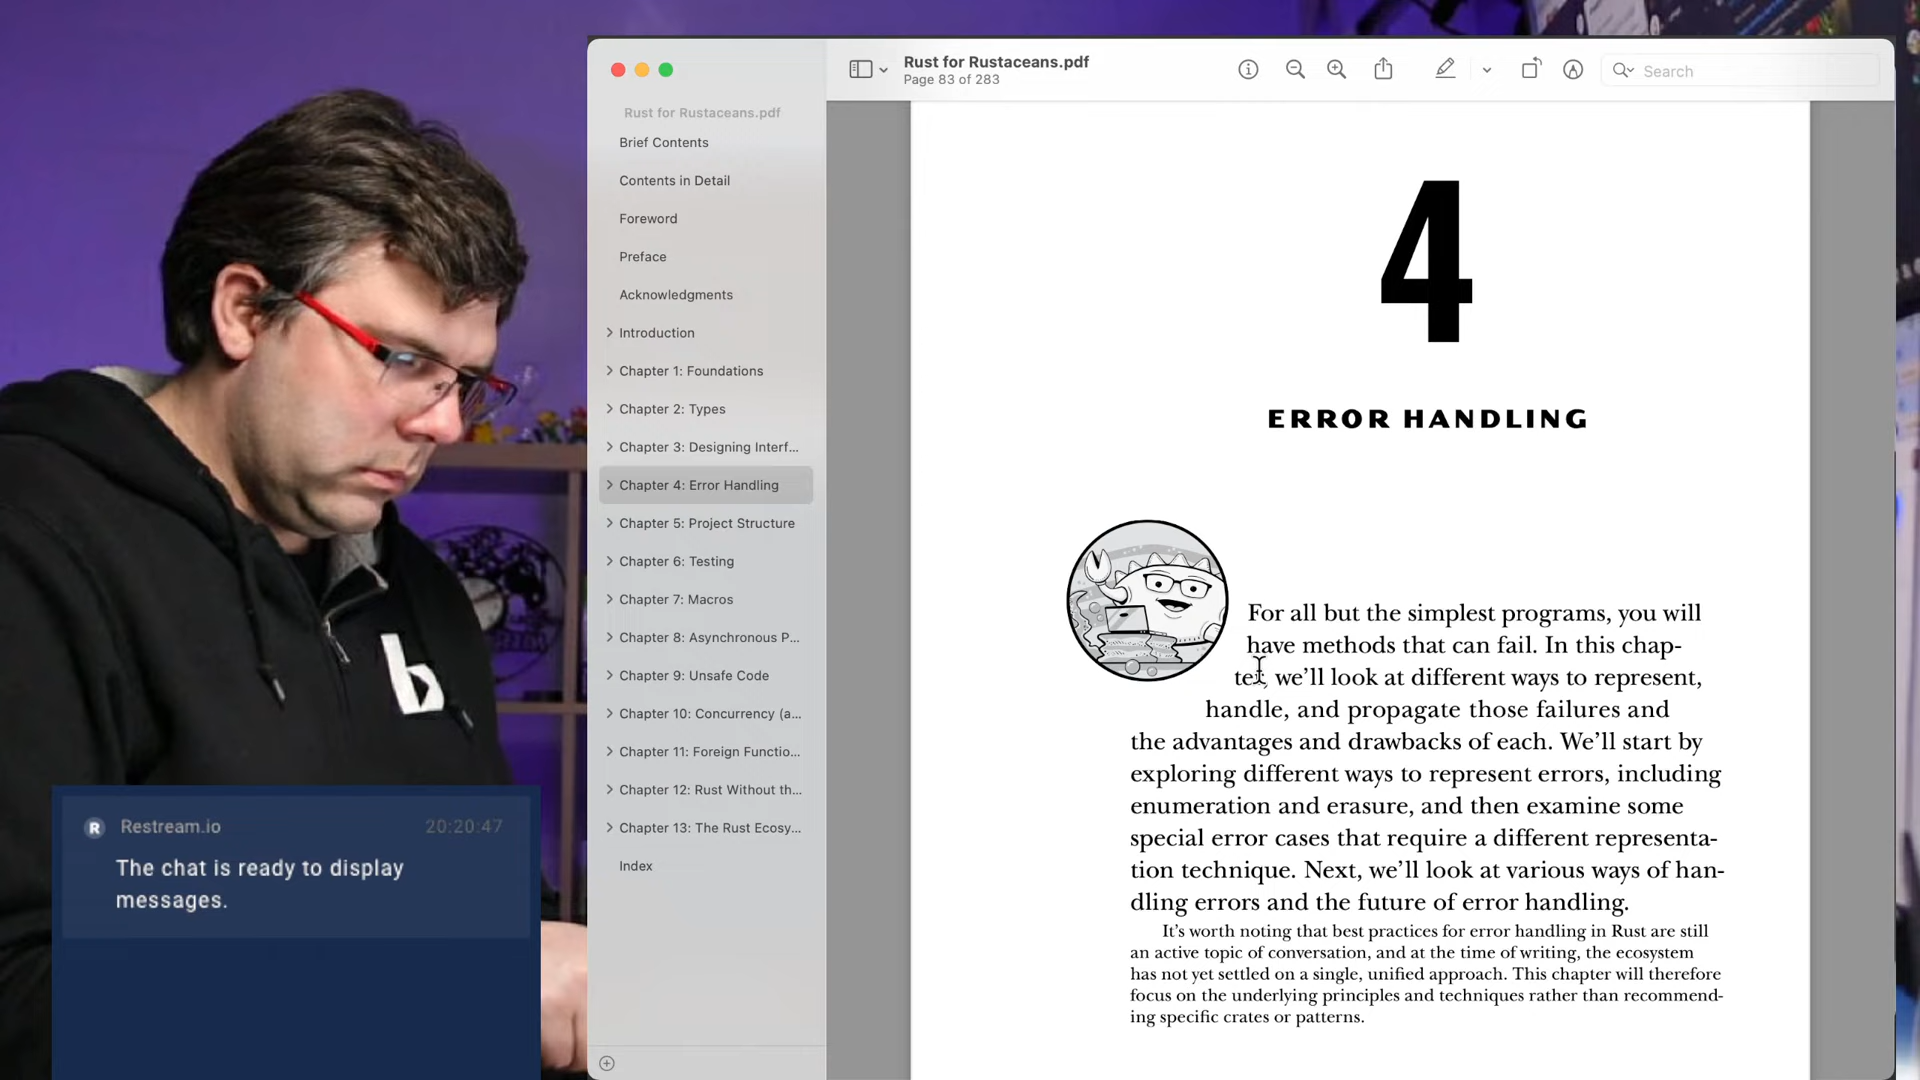 Rust for Rustaceans.pdf
Page 83 of 283
Search
Rust for Rustaceans.pdf
Brief Contents
Contents in Detail
Foreword
Preface
Acknowledgments
Introduction
Chapter 1: Foundations
Chapter 2: Types
Chapter 3: Designing Interf...
Chapter 4: Error Handling
Chapter 5: Project Structure
Chapter 6: Testing
Chapter 7: Macros
Chapter 8: Asynchronous P...
Chapter 9: Unsafe Code
Chapter 10: Concurrency (a...
Chapter 11: Foreign Functio...
Chapter 12: Rust Without th...
Chapter 13: The Rust Ecosy...
Index
4
ERROR HANDLING
For all but the simplest programs, you will
have methods that can fail. In this chap-
ter, we’ll look at different ways to represent,
handle, and propagate those failures and
the advantages and drawbacks of each. We’ll start by
exploring different ways to represent errors, including
enumeration and erasure, and then examine some
special error cases that require a different representa-
tion technique. Next, we’ll look at various ways of han-
dling errors and the future of error handling.
It’s worth noting that best practices for error handling in Rust are still
an active topic of conversation, and at the time of writing, the ecosystem
has not yet settled on a single, unified approach. This chapter will therefore
focus on the underlying principles and techniques rather than recommend-
ing specific crates or patterns.
b
R Restream.io 20:20:47
The chat is ready to display
messages.